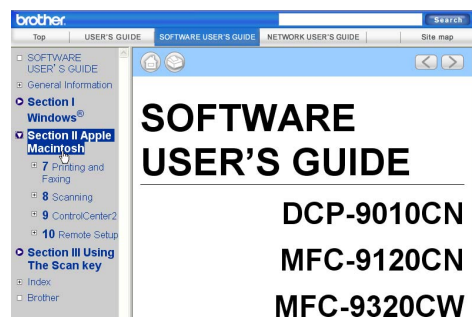 brother.
Search
Top USER'S GUIDE SOFTWARE USER'S GUIDE NETWORK USER'S GUIDE Site map
SOFTWARE
USER' S GUIDE
General Information
Section I
Windows®
Section II Apple
Macintosh
7 Printing and
Faxing
8 Scanning
9 ControlCenter2
10 Remote Setup
Section III Using
The Scan key
Index
Brother
SOFTWARE
USER'S GUIDE
DCP-9010CN
MFC-9120CN
MFC-9320CW